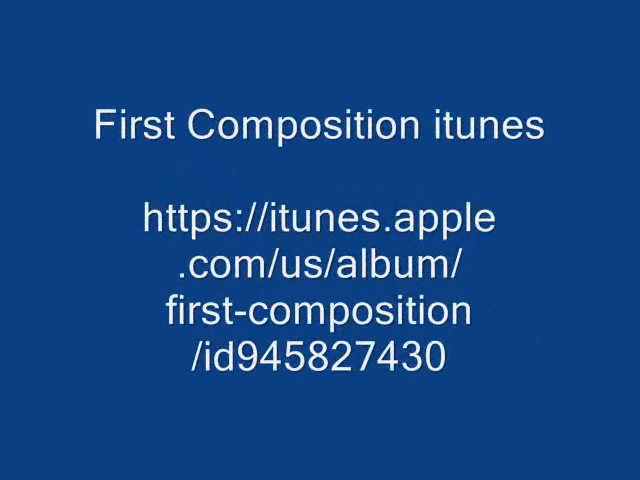 First Composition itunes
https://itunes.apple
.com/us/album/
first-composition
/id945827430